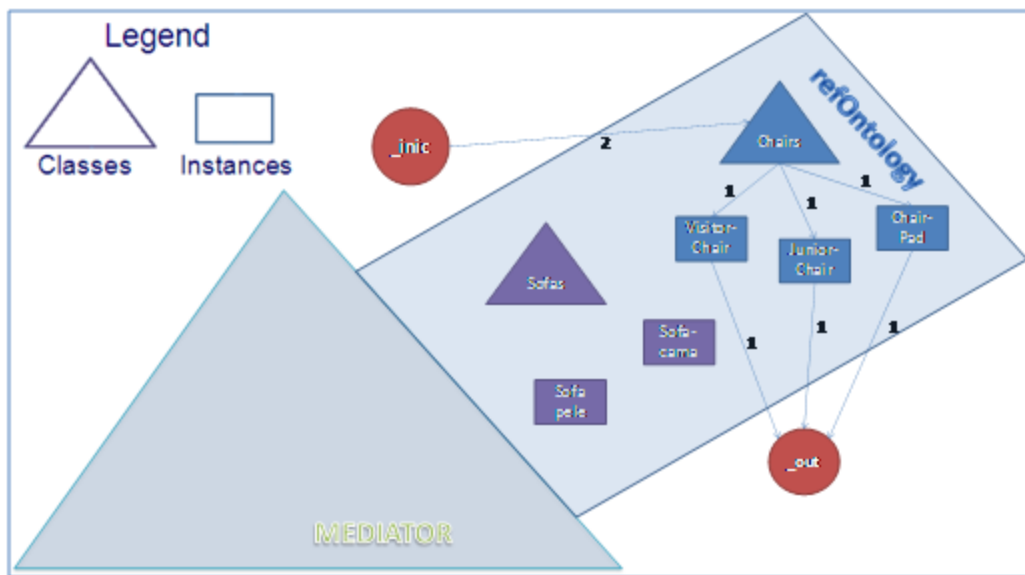 Legend
Classes
Instances
_inic
2
refOntology
Chairs
1
1
1
Visitor-
Chair
Junior-
Chair
Chair-
Pad
Sofas
Sofa-
cama
Sofa
pele
1
1
1
_out
MEDIATOR